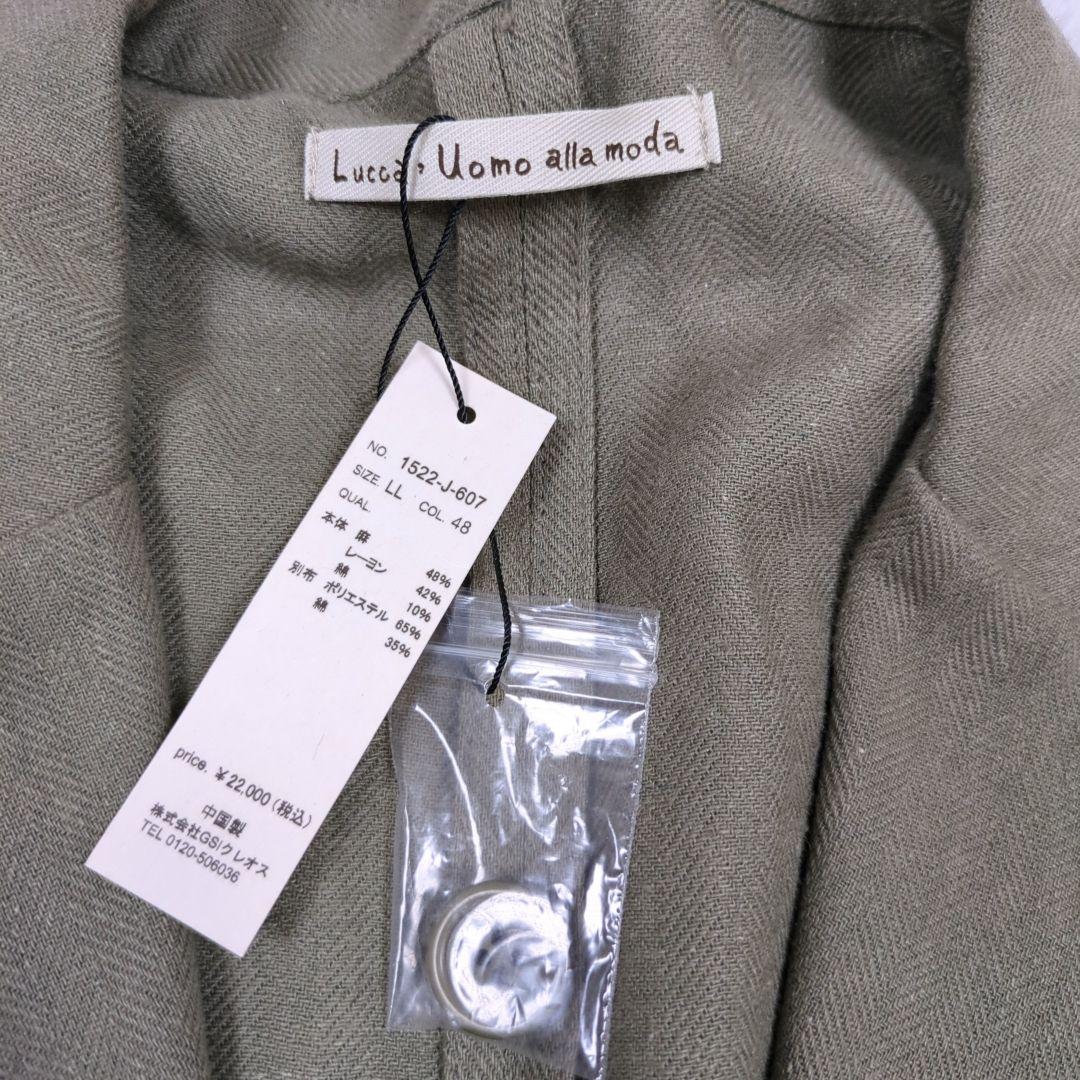 Lucca, Uomo alla moda
NO. 1522-J-607
SIZE. LL COL. 48
QUAL.
本体 麻 48%
レーヨン 42%
綿 10%
別布 ポリエステル 65%
綿 35%
price. ¥22,000(税込)
中国製
株式会社GSIクレオス
TEL 0120-506036